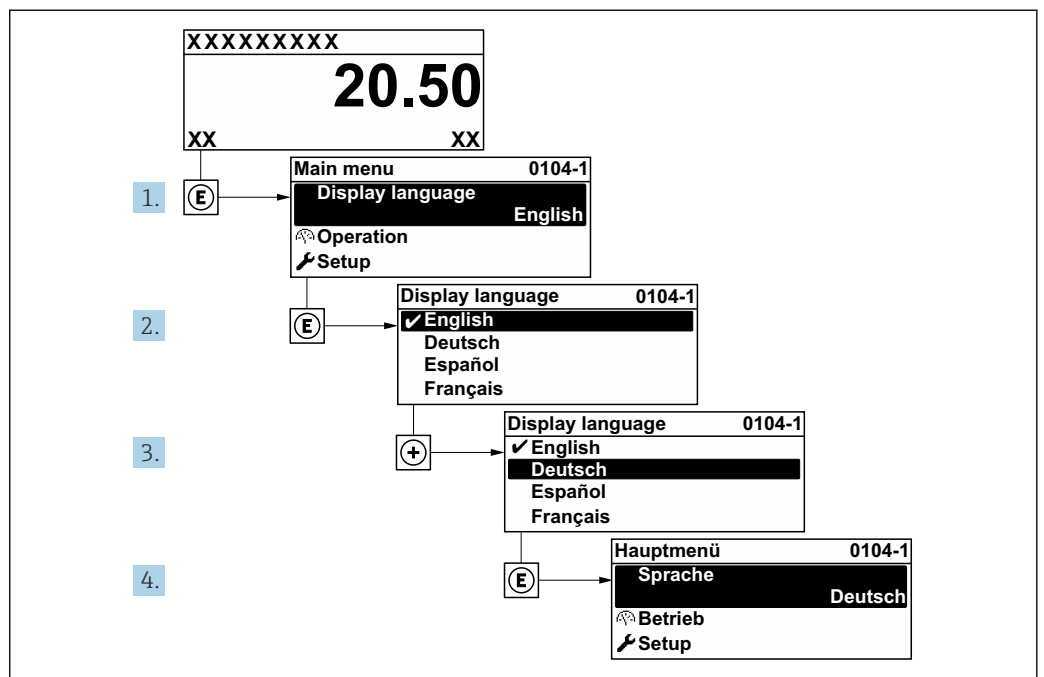 XXXXXXXXX
20.50
XX XX
1. E
Main menu 0104-1
Display language
English
Operation
Setup
2. E
Display language 0104-1
✔English
Deutsch
Español
Français
3. +
Display language 0104-1
✔English
Deutsch
Español
Français
4. E
Hauptmenü 0104-1
Sprache
Deutsch
Betrieb
Setup